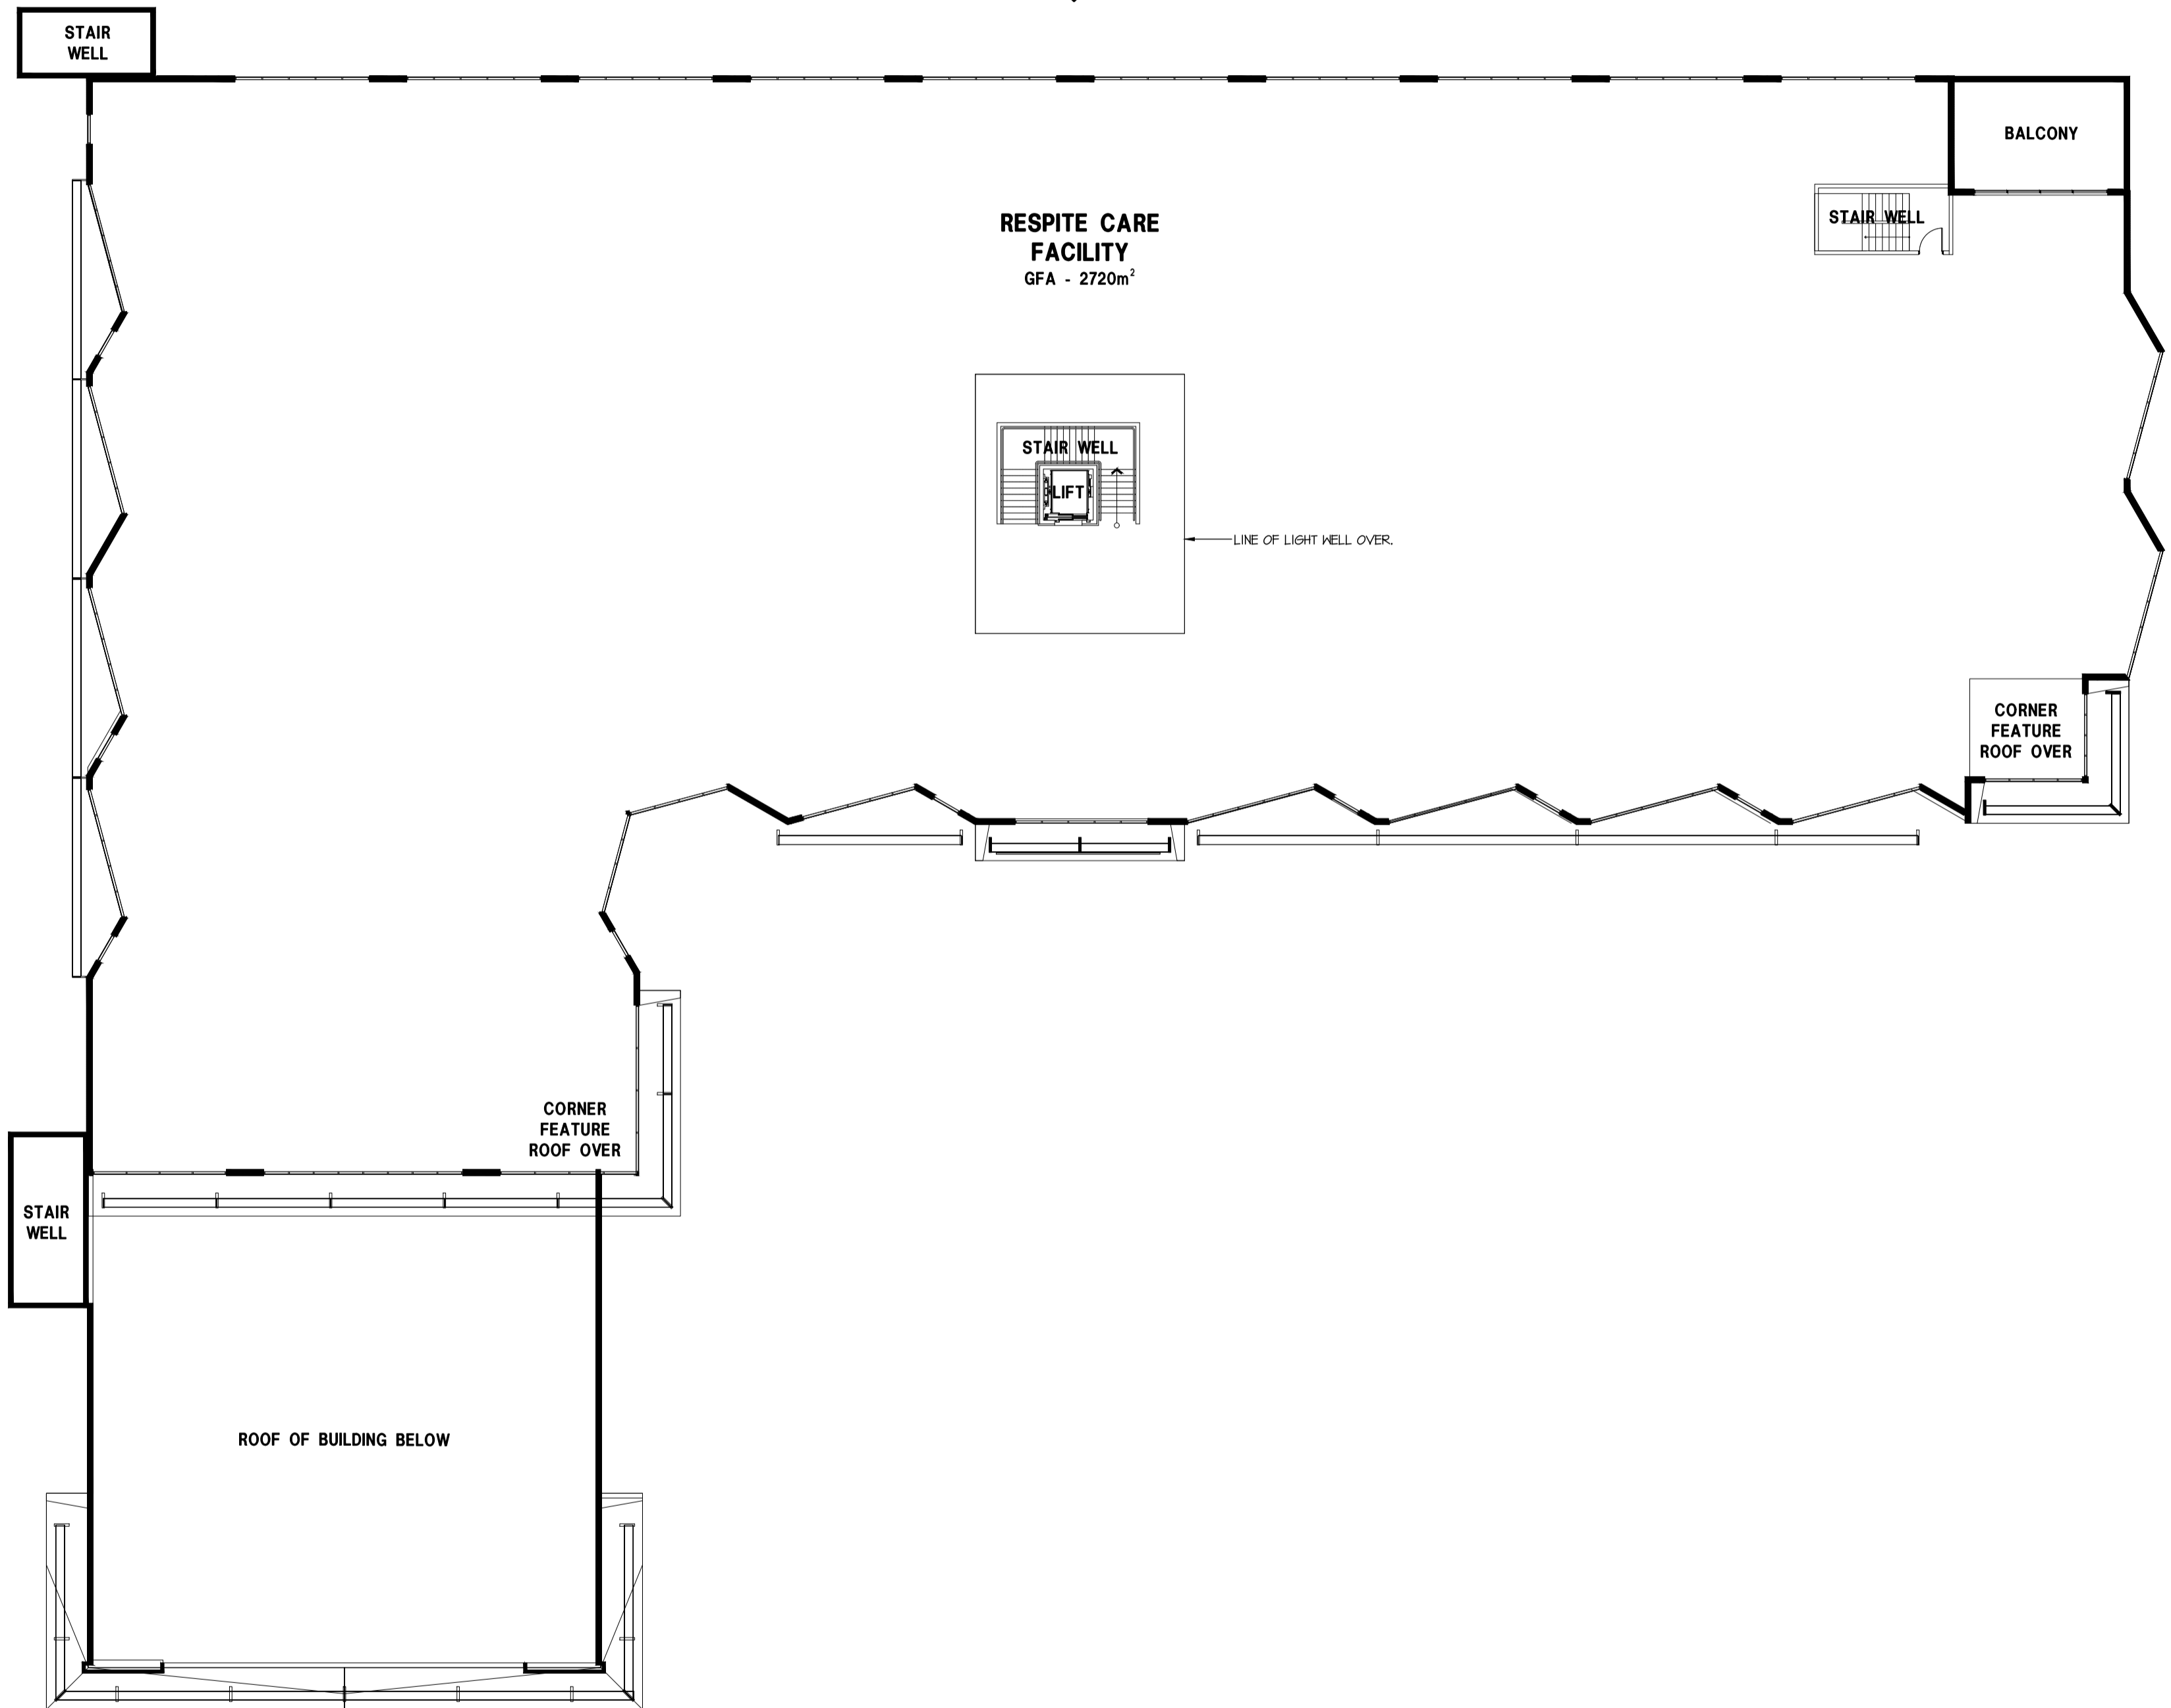 STAIR
WELL
BALCONY
RESPITE CARE
FACILITY
GFA - 2720m²
STAIR WELL
STAIR WELL
LIFT
LINE OF LIGHT WELL OVER.
CORNER
FEATURE
ROOF OVER
CORNER
FEATURE
ROOF OVER
STAIR
WELL
ROOF OF BUILDING BELOW